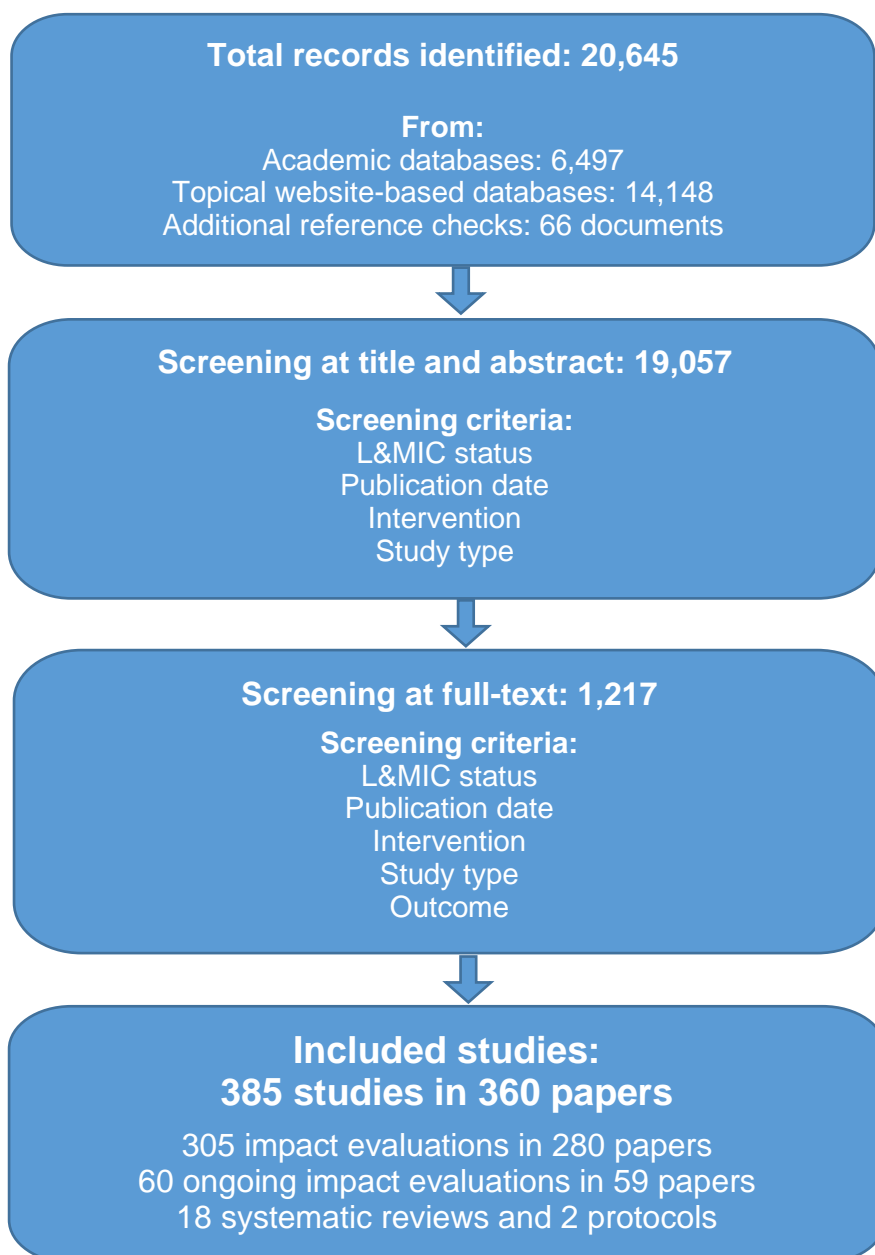 Total records identified: 20,645
From:
Academic databases: 6,497
Topical website-based databases: 14,148
Additional reference checks: 66 documents
Screening at title and abstract: 19,057
Screening criteria:
L&MIC status
Publication date
Intervention
Study type
Screening at full-text: 1,217
Screening criteria:
L&MIC status
Publication date
Intervention
Study type
Outcome
Included studies:
385 studies in 360 papers
305 impact evaluations in 280 papers
60 ongoing impact evaluations in 59 papers
18 systematic reviews and 2 protocols